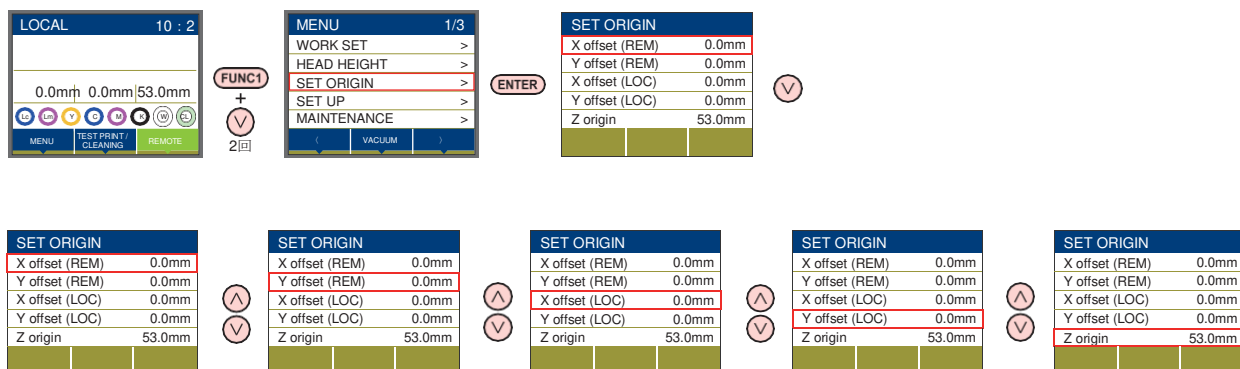 LOCAL 10 : 2
0.0mm 0.0mm 53.0mm
Lc Lm Y C M K W CL
MENU TEST PRINT / CLEANING REMOTE
FUNC1
+
2回
MENU 1/3
WORK SET >
HEAD HEIGHT >
SET ORIGIN >
SET UP >
MAINTENANCE >
〈 VACUUM 〉
ENTER
SET ORIGIN
X offset (REM) 0.0mm
Y offset (REM) 0.0mm
X offset (LOC) 0.0mm
Y offset (LOC) 0.0mm
Z origin 53.0mm
SET ORIGIN
X offset (REM) 0.0mm
Y offset (REM) 0.0mm
X offset (LOC) 0.0mm
Y offset (LOC) 0.0mm
Z origin 53.0mm
SET ORIGIN
X offset (REM) 0.0mm
Y offset (REM) 0.0mm
X offset (LOC) 0.0mm
Y offset (LOC) 0.0mm
Z origin 53.0mm
SET ORIGIN
X offset (REM) 0.0mm
Y offset (REM) 0.0mm
X offset (LOC) 0.0mm
Y offset (LOC) 0.0mm
Z origin 53.0mm
SET ORIGIN
X offset (REM) 0.0mm
Y offset (REM) 0.0mm
X offset (LOC) 0.0mm
Y offset (LOC) 0.0mm
Z origin 53.0mm
SET ORIGIN
X offset (REM) 0.0mm
Y offset (REM) 0.0mm
X offset (LOC) 0.0mm
Y offset (LOC) 0.0mm
Z origin 53.0mm